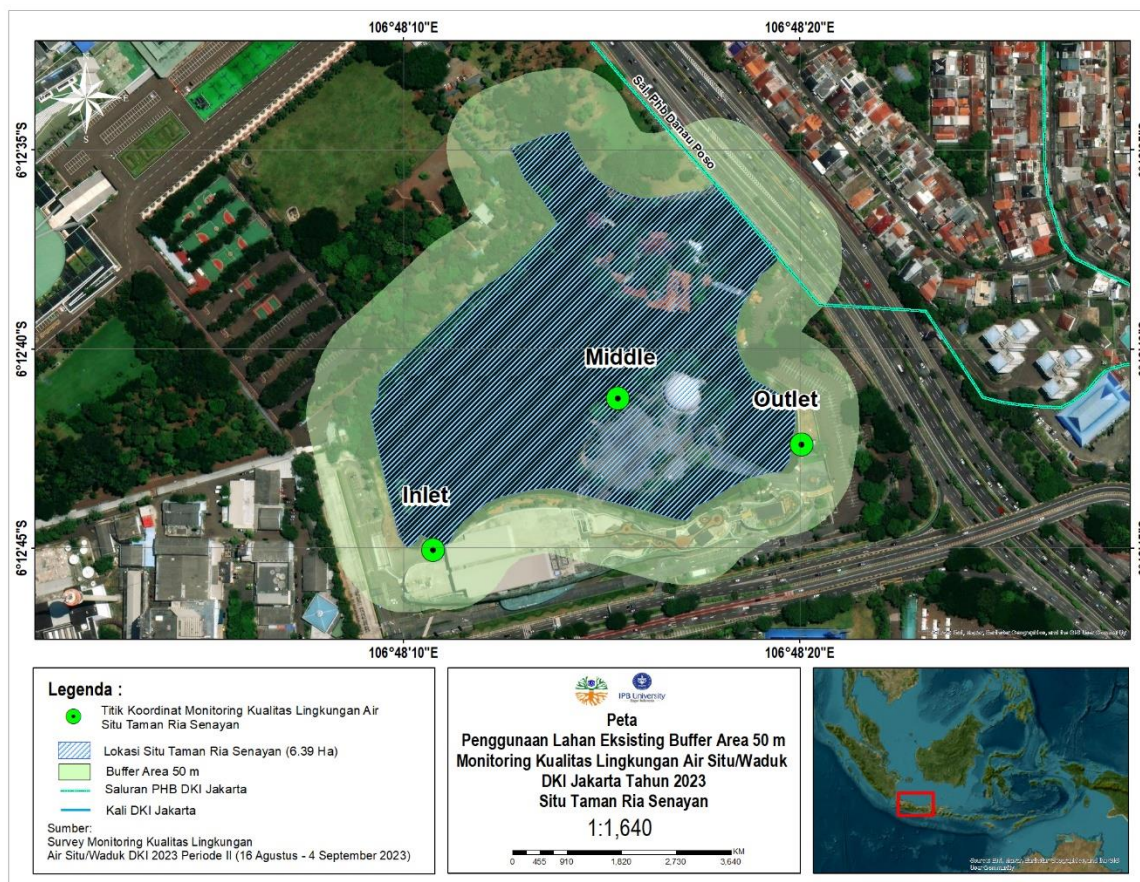 106°48'10"E
106°48'20"E
6°12'35"S
Sal. Phb Danau Poso
6°12'40"S
Middle
Outlet
Inlet
6°12'45"S
106°48'10"E
106°48'20"E
Legenda :
Titik Koordinat Monitoring Kualitas Lingkungan Air
Situ Taman Ria Senayan
Lokasi Situ Taman Ria Senayan (6.39 Ha)
Buffer Area 50 m
Saluran PHB DKI Jakarta
Kali DKI Jakarta
Sumber:
Survey Monitoring Kualitas Lingkungan
Air Situ/Waduk DKI 2023 Periode II (16 Agustus - 4 September 2023)
IPB University
Peta
Penggunaan Lahan Eksisting Buffer Area 50 m
Monitoring Kualitas Lingkungan Air Situ/Waduk
DKI Jakarta Tahun 2023
Situ Taman Ria Senayan
1:1,640
KM
0 455 910 1,820 2,730 3,640